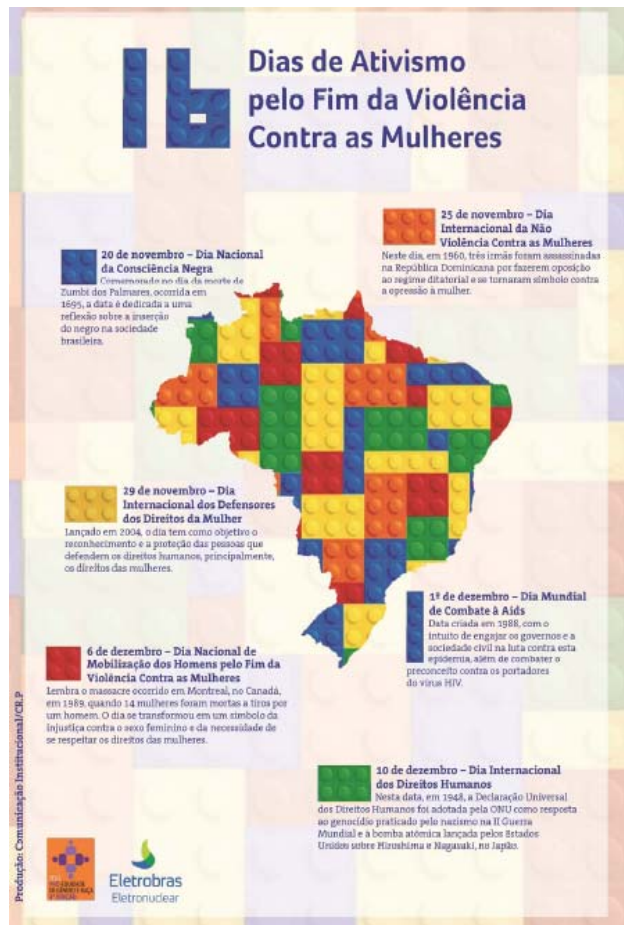 16
Dias de Ativismo
pelo Fim da Violência
Contra as Mulheres
20 de novembro – Dia Nacional
da Consciência Negra
Comemorado no dia da morte de
Zumbi dos Palmares, ocorrida em
1695, a data é dedicada a uma
reflexão sobre a inserção
do negro na sociedade
brasileira.
25 de novembro – Dia
Internacional da Não
Violência Contra as Mulheres
Neste dia, em 1960, três irmãs foram assassinadas
na República Dominicana por fazerem oposição
ao regime ditatorial e se tornaram símbolo contra
a opressão à mulher.
29 de novembro – Dia
Internacional dos Defensores
dos Direitos da Mulher
Lançado em 2004, o dia tem como objetivo o
reconhecimento e a proteção das pessoas que
defendem os direitos humanos, principalmente,
os direitos das mulheres.
1º de dezembro – Dia Mundial
de Combate à Aids
Data criada em 1988, com o
intuito de engajar os governos e a
sociedade civil na luta contra esta
epidemia, além de combater o
preconceito contra os portadores
do vírus HIV.
6 de dezembro – Dia Nacional de
Mobilização dos Homens pelo Fim da
Violência Contra as Mulheres
Lembra o massacre ocorrido em Montreal, no Canadá,
em 1989, quando 14 mulheres foram mortas a tiros por
um homem. O dia se transformou em um símbolo da
injustiça contra o sexo feminino e da necessidade de
se respeitar os direitos das mulheres.
10 de dezembro – Dia Internacional
dos Direitos Humanos
Nesta data, em 1948, a Declaração Universal
dos Direitos Humanos foi adotada pela ONU como resposta
ao genocídio praticado pelo nazismo na II Guerra
Mundial e à bomba atômica lançada pelos Estados
Unidos sobre Hiroshima e Nagasaki, no Japão.
Produção: Comunicação Institucional/CR.P
Eletrobras
Eletronuclear